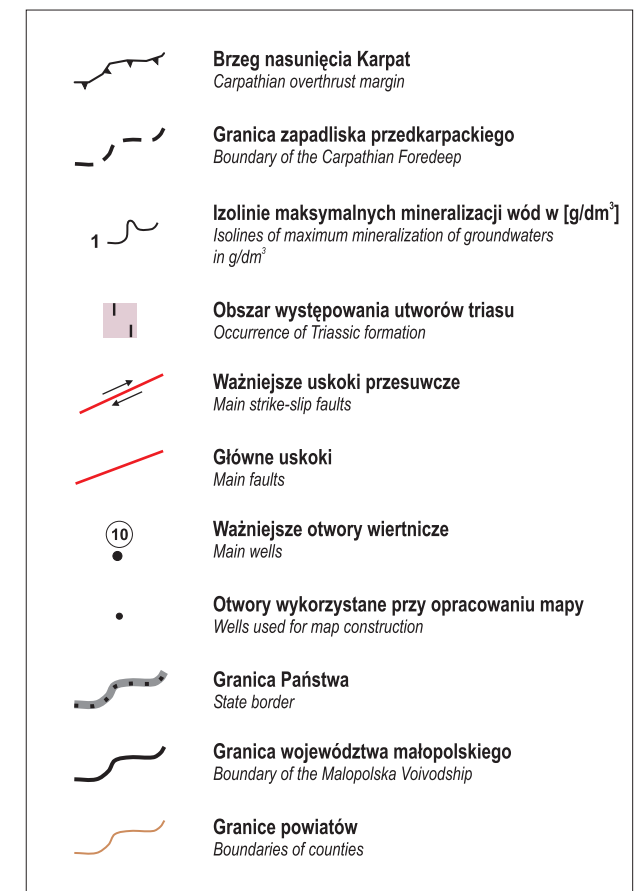 Brzeg nasunięcia Karpat
Carpathian overthrust margin
Granica zapadliska przedkarpackiego
Boundary of the Carpathian Foredeep
1
Izolinie maksymalnych mineralizacji wód w [g/dm³]
Isolines of maximum mineralization of groundwaters
in g/dm³
Obszar występowania utworów triasu
Occurrence of Triassic formation
Ważniejsze uskoki przesuwcze
Main strike-slip faults
Główne uskoki
Main faults
10
Ważniejsze otwory wiertnicze
Main wells
Otwory wykorzystane przy opracowaniu mapy
Wells used for map construction
Granica Państwa
State border
Granica województwa małopolskiego
Boundary of the Malopolska Voivodship
Granice powiatów
Boundaries of counties